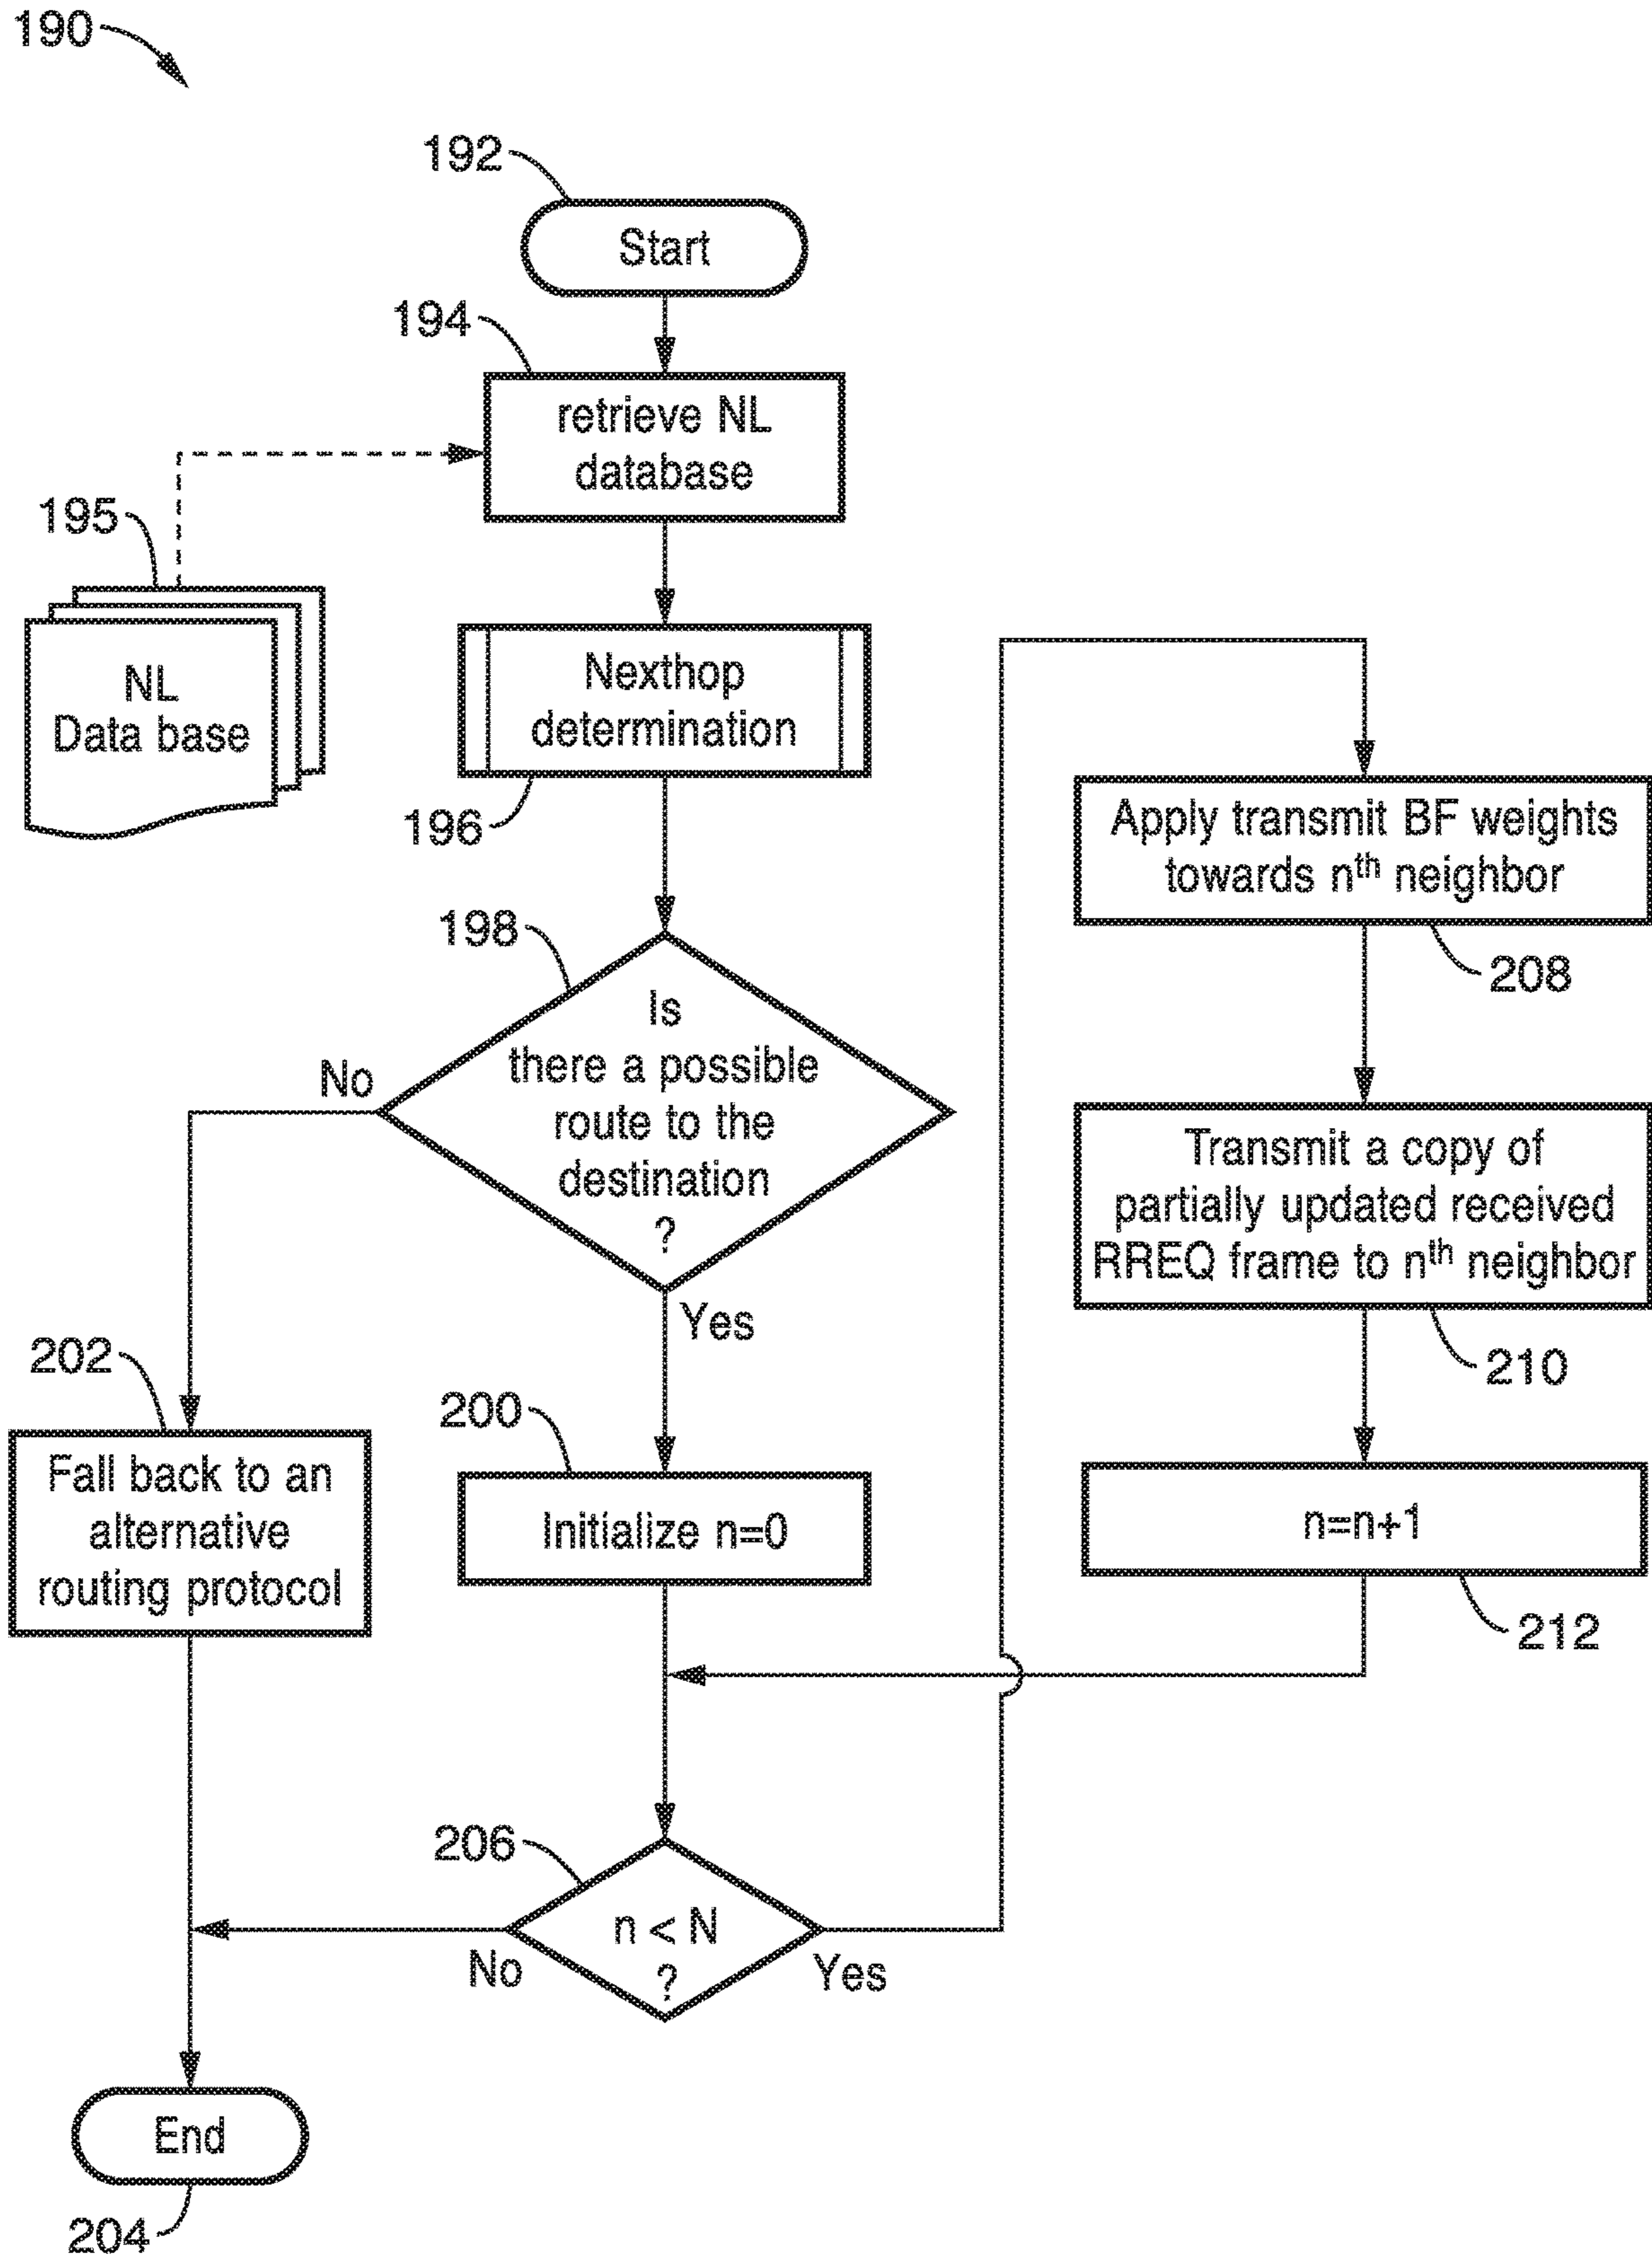 190
192
Start
194
retrieve NL
database
195
NL
Data base
Nexthop
determination
196
198
Is
there a possible
route to the
destination
?
No
Yes
202
Fall back to an
alternative
routing protocol
200
Initialize n=0
206
n < N
?
No
Yes
Apply transmit BF weights
towards nth neighbor
208
Transmit a copy of
partially updated received
RREQ frame to nth neighbor
210
n=n+1
212
End
204